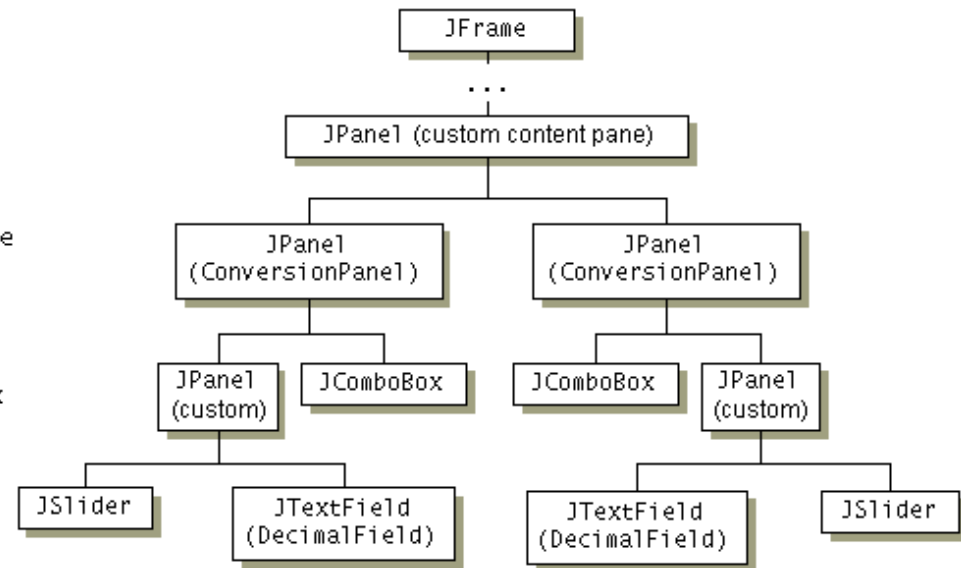 JFrame
...
JPanel (custom content pane)
e
JPanel
(ConversionPanel)
JPanel
(ConversionPanel)
JPanel
(custom)
JComboBox
JComboBox
JPanel
(custom)
x
JSlider
JTextField
(DecimalField)
JTextField
(DecimalField)
JSlider